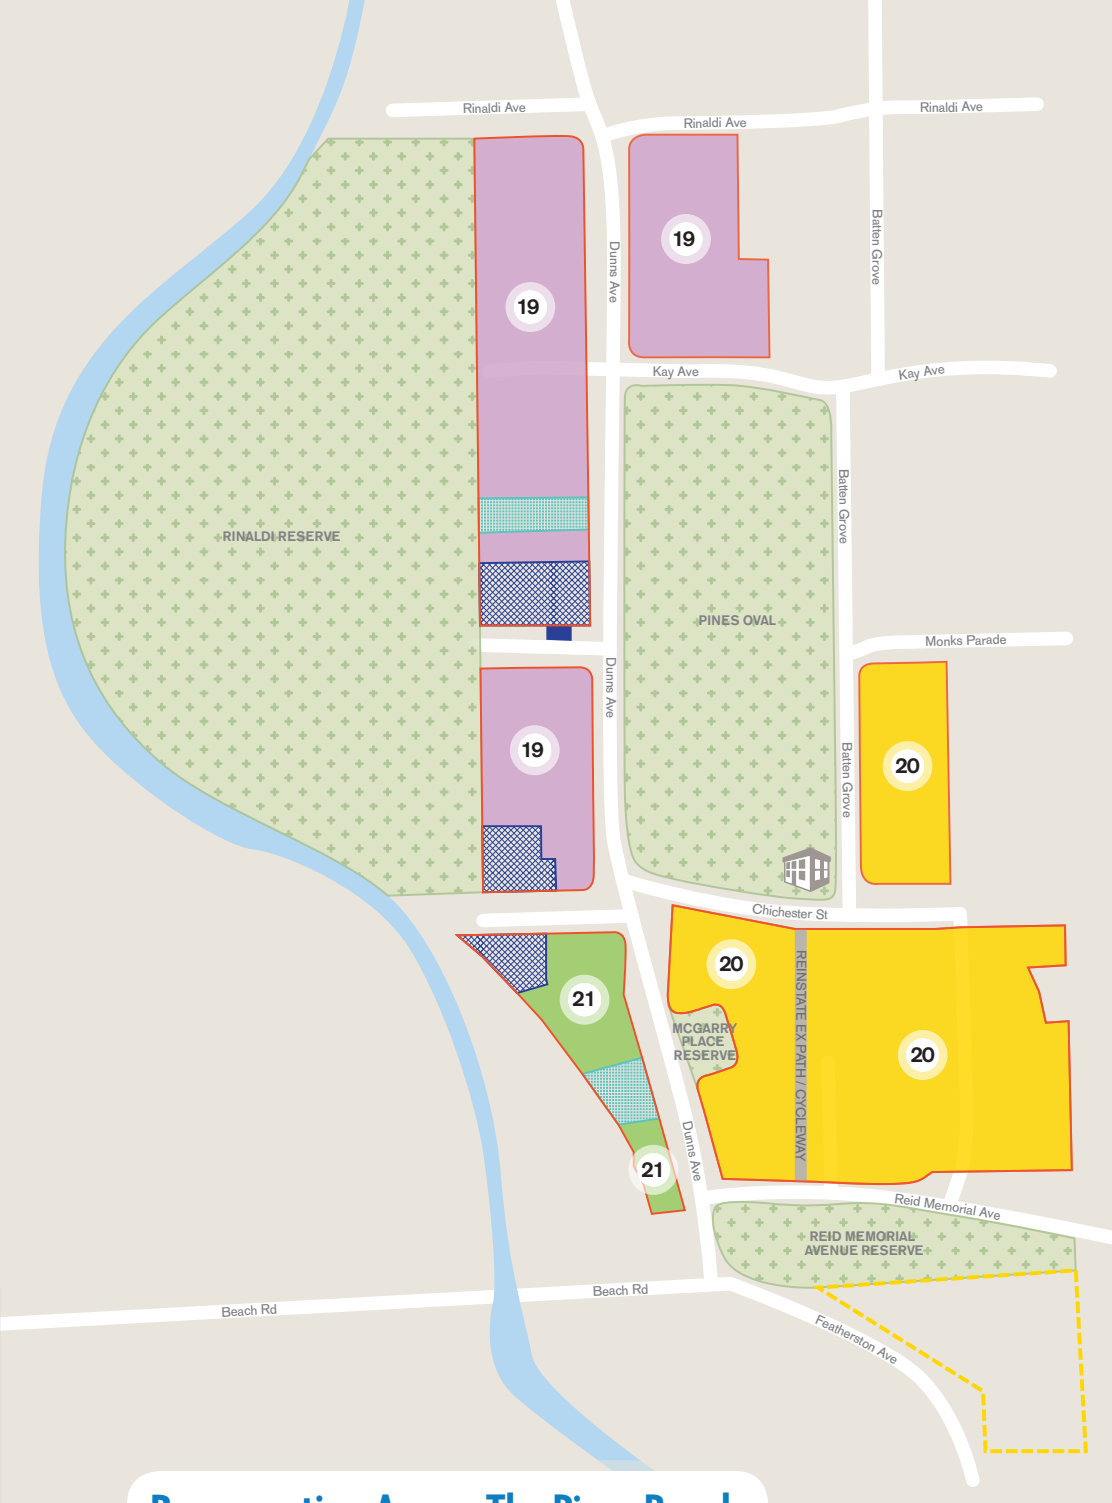 Rinaldi Ave
Rinaldi Ave
Rinaldi Ave
19
Dunns Ave
Batten Grove
19
Kay Ave
Kay Ave
Batten Grove
RINALDI RESERVE
PINES OVAL
Monks Parade
Dunns Ave
19
Batten Grove
20
Chichester St
20
REINSTATE EX PATH / CYCLEWAY
21
MCGARRY
PLACE
RESERVE
20
Dunns Ave
21
Reid Memorial Ave
REID MEMORIAL
AVENUE RESERVE
Beach Rd
Beach Rd
Featherston Ave